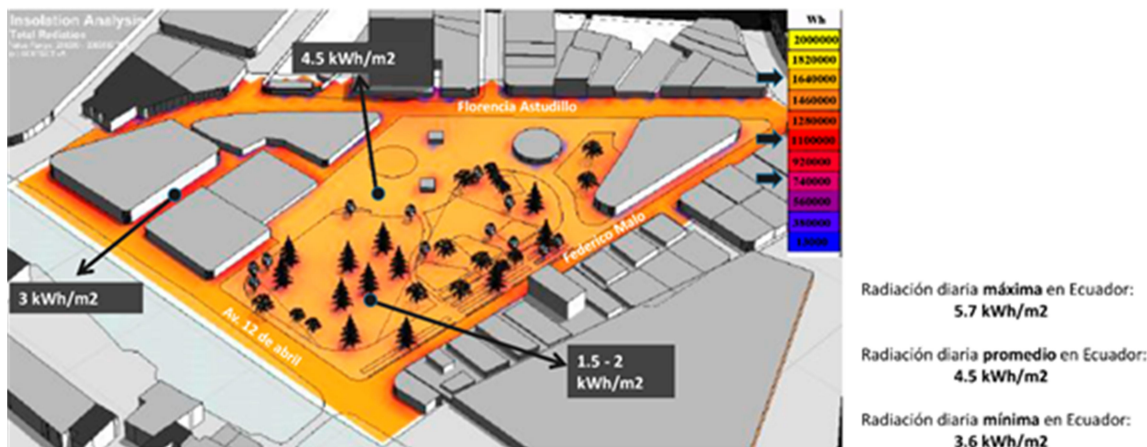 Insolation Analysis
Total Radiation
Wh
2000000
1820000
1640000
1460000
1280000
1100000
920000
740000
560000
380000
4.5 kWh/m2
Florencia Astudillo
3 kWh/m2
Federico Malo
Av. 12 de abril
1.5 - 2
kWh/m2
Radiación diaria máxima en Ecuador:
5.7 kWh/m2
Radiación diaria promedio en Ecuador:
4.5 kWh/m2
Radiación diaria mínima en Ecuador:
3.6 kWh/m2